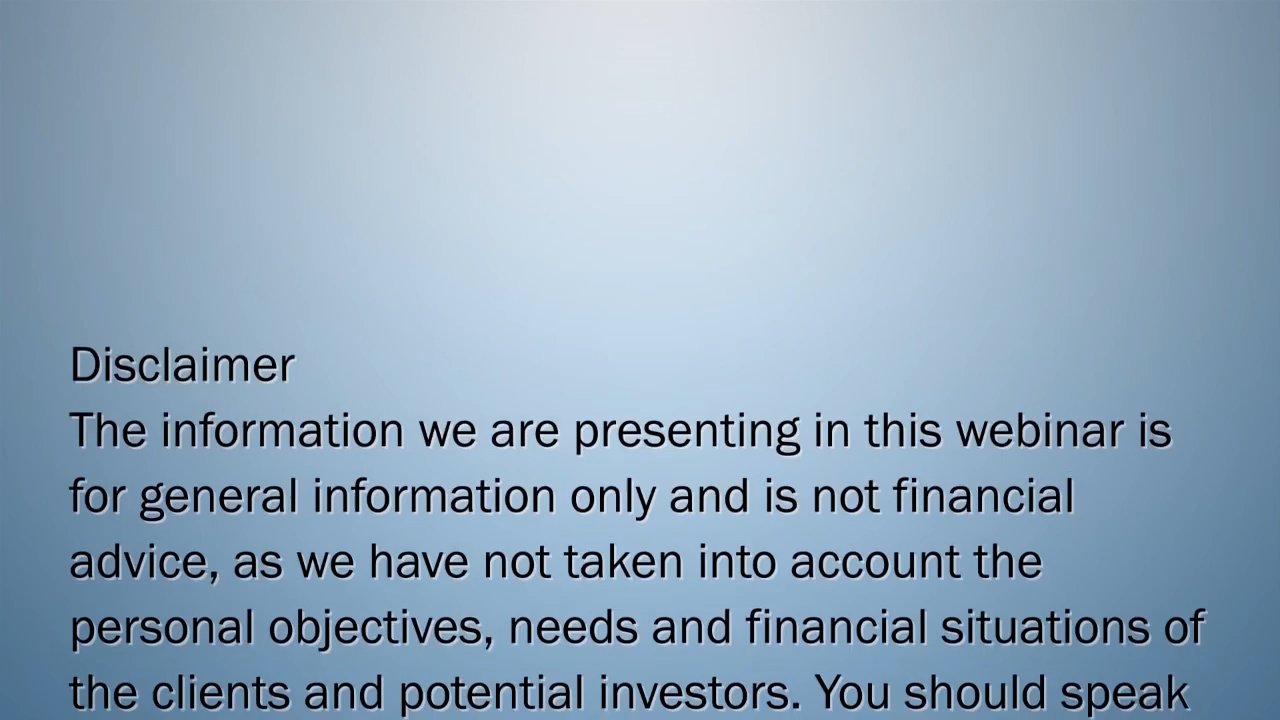 Disclaimer
The information we are presenting in this webinar is
for general information only and is not financial
advice, as we have not taken into account the
personal objectives, needs and financial situations of
the clients and potential investors. You should speak